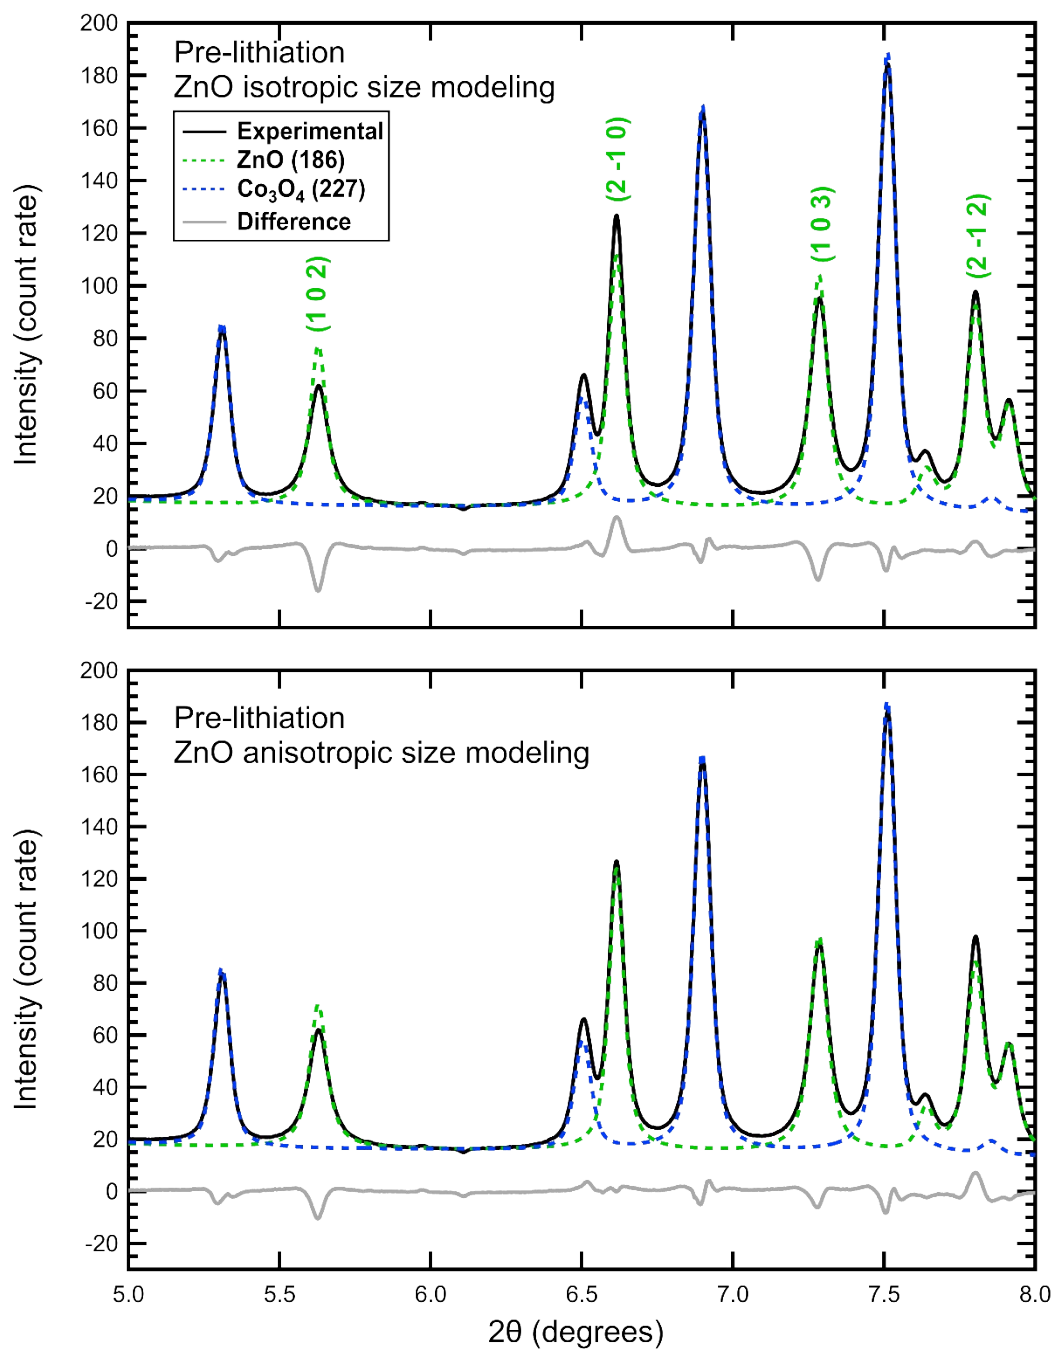 Pre-lithiation
ZnO isotropic size modeling
Experimental
ZnO (186)
Co₃O₄ (227)
Difference
(1 0 2)
(2 -1 0)
(1 0 3)
(2 -1 2)
Intensity (count rate)
200
180
160
140
120
100
80
60
40
20
0
-20
Pre-lithiation
ZnO anisotropic size modeling
Intensity (count rate)
200
180
160
140
120
100
80
60
40
20
0
-20
5.0 5.5 6.0 6.5 7.0 7.5 8.0
2θ (degrees)